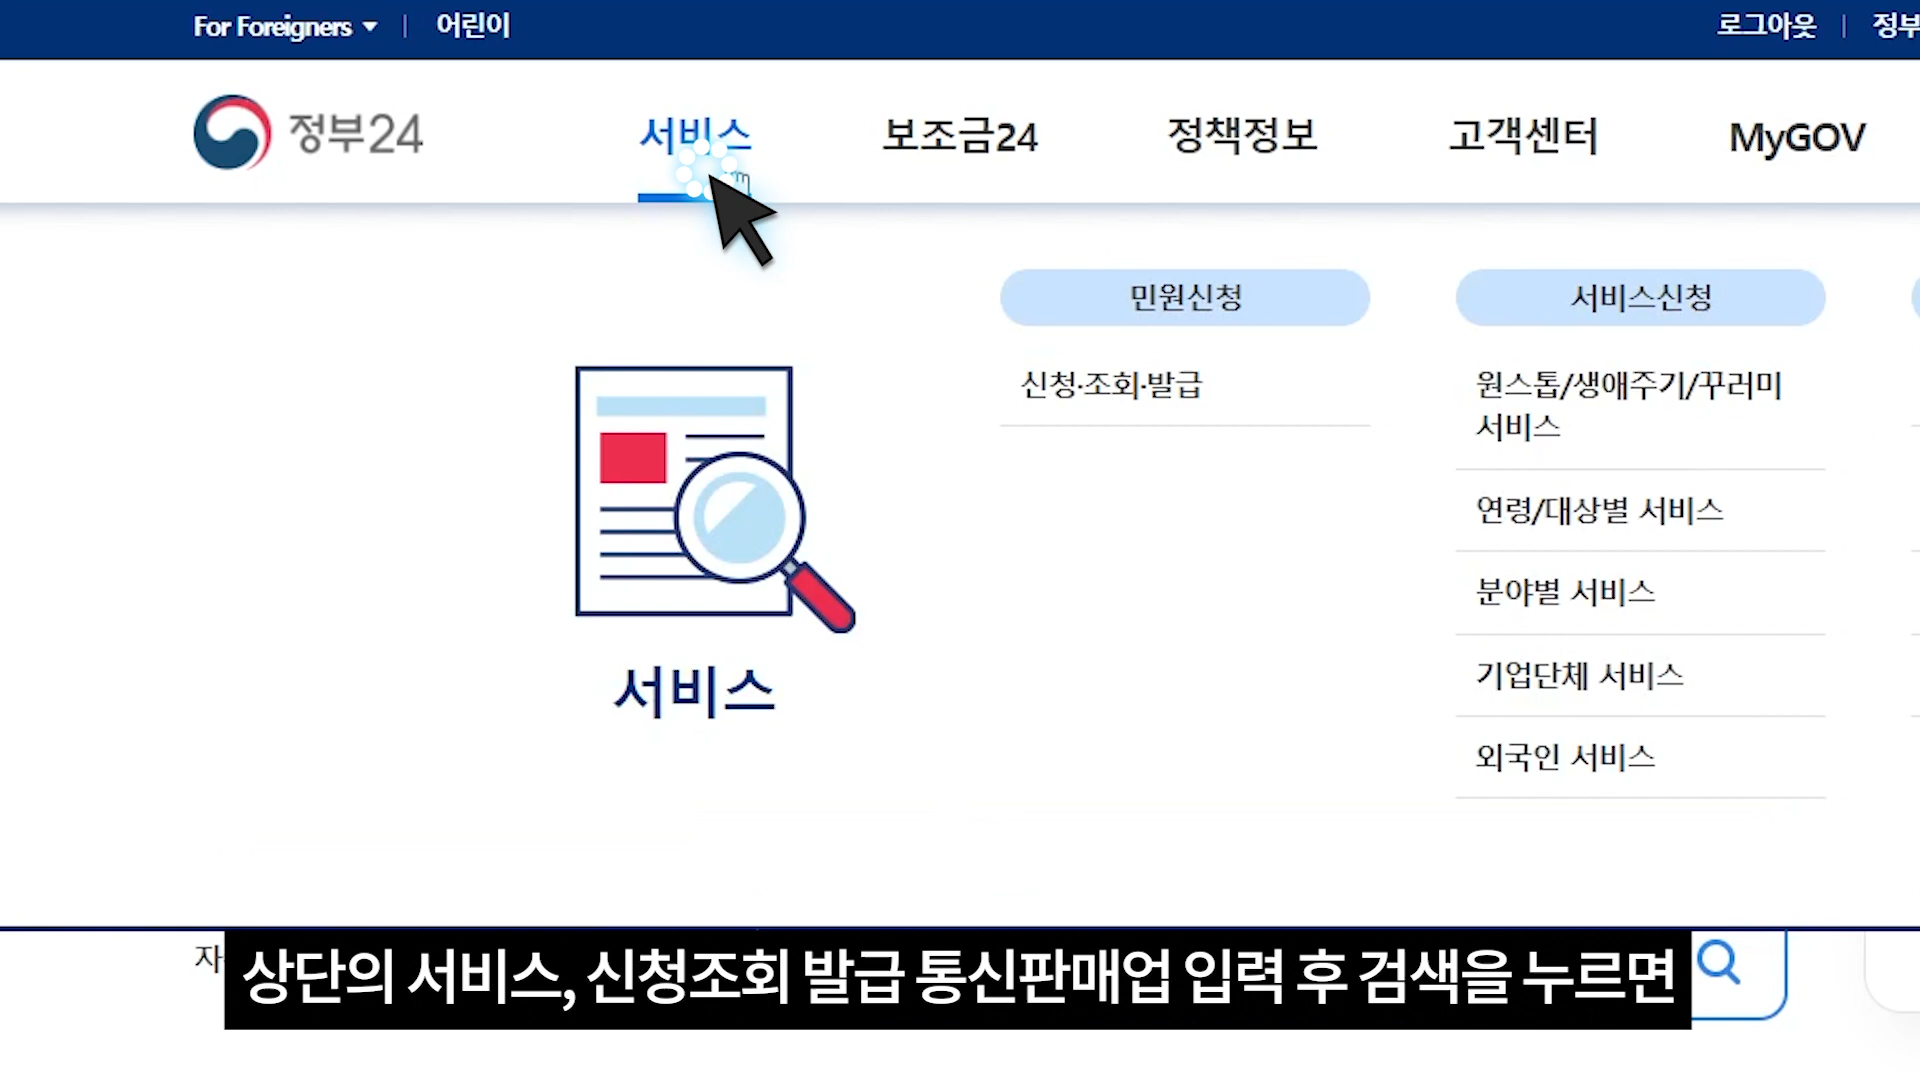 For Foreigners
어린이
로그아웃
정부
정부24
서비스
보조금24
정책정보
고객센터
MyGOV
민원신청
신청·조회·발급
서비스신청
원스톱/생애주기/꾸러미
서비스
연령/대상별 서비스
분야별 서비스
기업단체 서비스
외국인 서비스
서비스
자
상단의 서비스, 신청조회 발급 통신판매업 입력 후 검색을 누르면